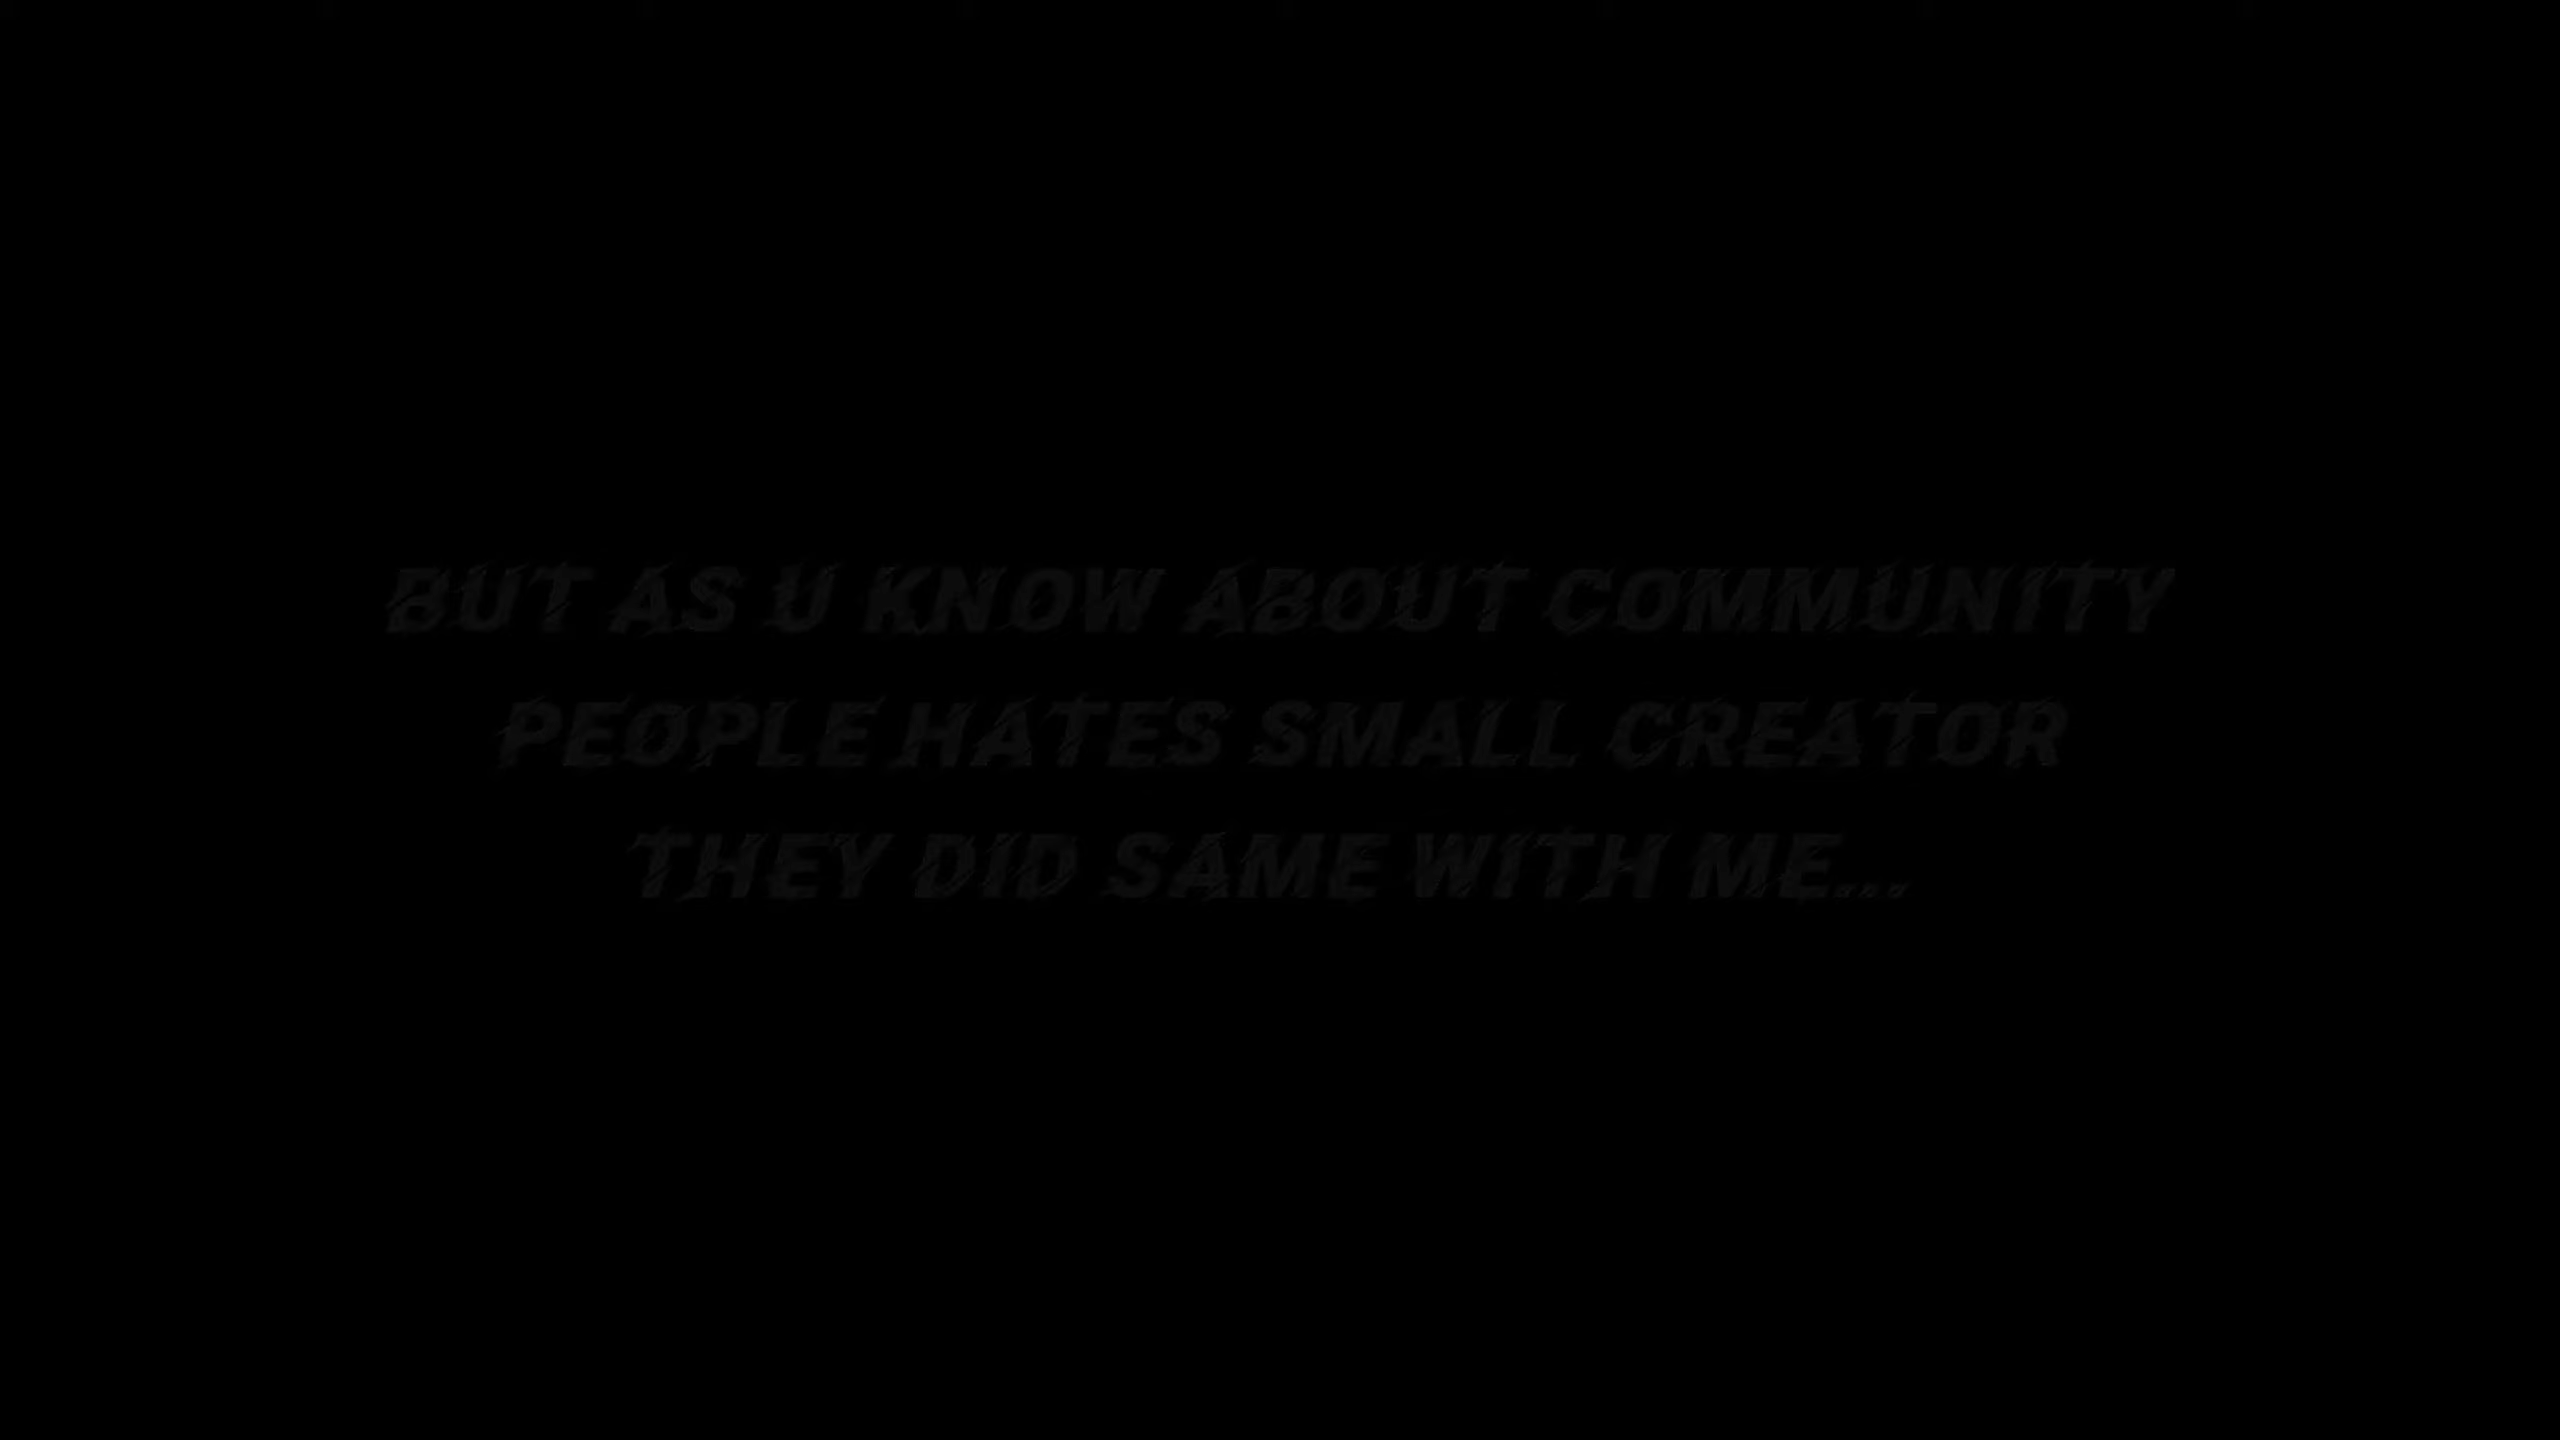 BUT AS U KNOW ABOUT COMMUNITY
PEOPLE HATES SMALL CREATOR
THEY DID SAME WITH ME...